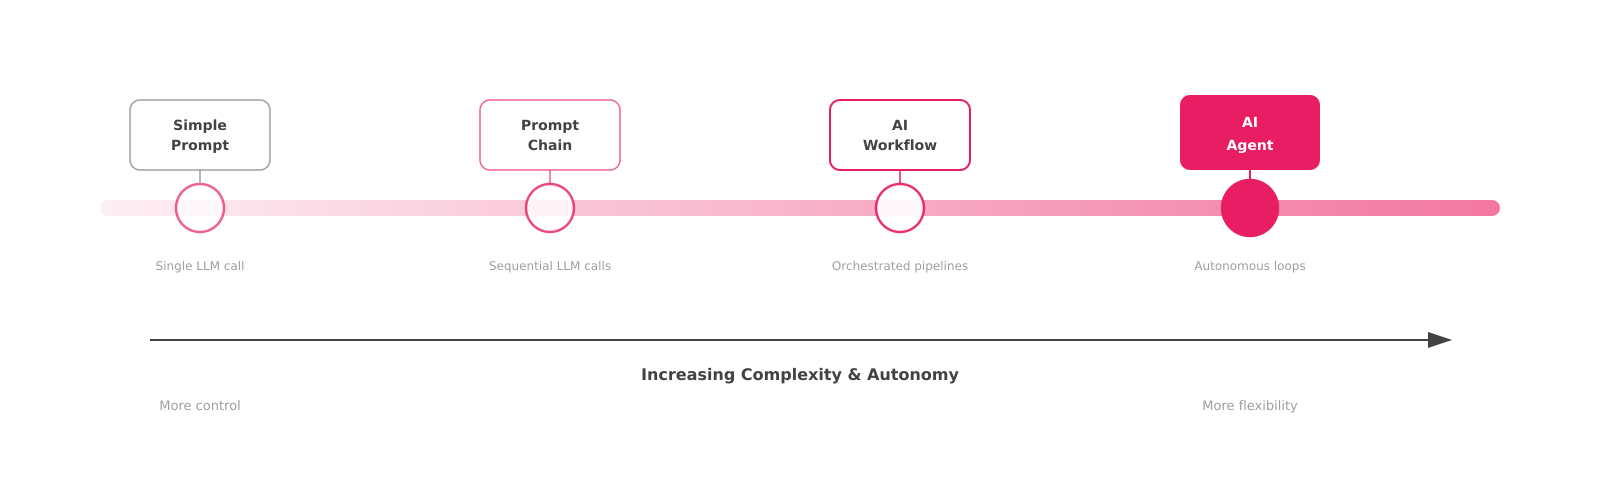 Simple
Prompt
Prompt
Chain
AI
Workflow
AI
Agent
Single LLM call
Sequential LLM calls
Orchestrated pipelines
Autonomous loops
Increasing Complexity & Autonomy
More control
More flexibility